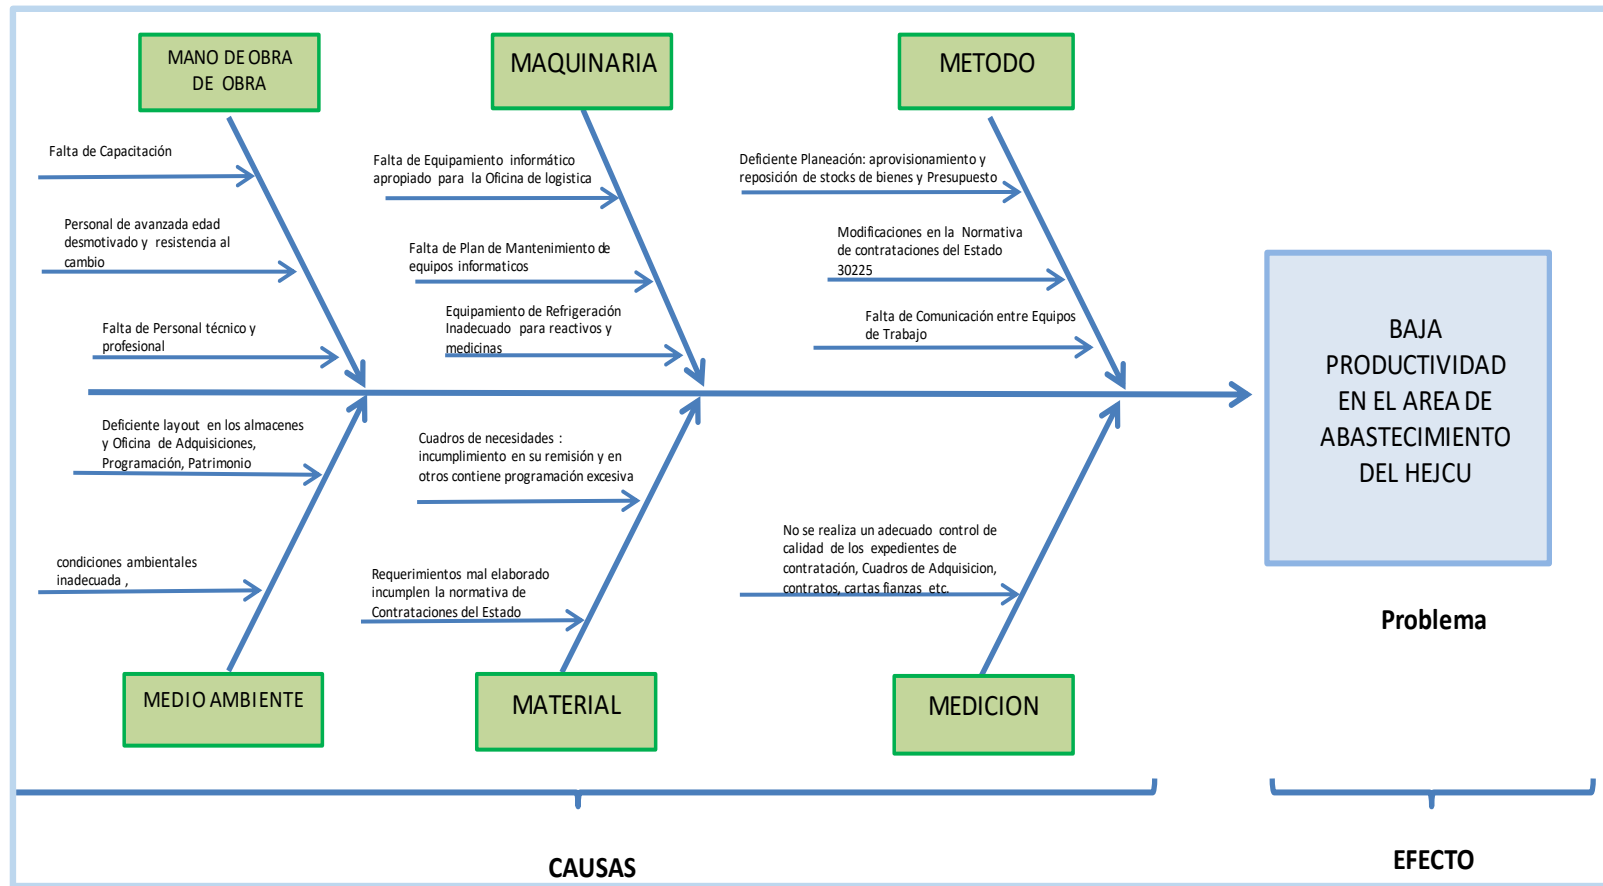 MANO DE OBRA
DE OBRA
MAQUINARIA
METODO
Falta de Capacitación
Personal de avanzada edad
desmotivado y resistencia al
cambio
Falta de Personal técnico y
profesional
Falta de Equipamiento informático
apropiado para la Oficina de logistica
Falta de Plan de Mantenimiento de
equipos informaticos
Equipamiento de Refrigeración
Inadecuado para reactivos y
medicinas
Deficiente Planeación: aprovisionamiento y
reposición de stocks de bienes y Presupuesto
Modificaciones en la Normativa
de contrataciones del Estado
30225
Falta de Comunicación entre Equipos
de Trabajo
BAJA
PRODUCTIVIDAD
EN EL AREA DE
ABASTECIMIENTO
DEL HEJCU
Deficiente layout en los almacenes
y Oficina de Adquisiciones,
Programación, Patrimonio
condiciones ambientales
inadecuada ,
Cuadros de necesidades :
incumplimiento en su remisión y en
otros contiene programación excesiva
Requerimientos mal elaborado
incumplen la normativa de
Contrataciones del Estado
No se realiza un adecuado control de
calidad de los expedientes de
contratación, Cuadros de Adquisicion,
contratos, cartas fianzas etc.
Problema
MEDIO AMBIENTE
MATERIAL
MEDICION
CAUSAS
EFECTO